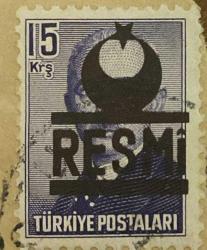 15
Krş
RESMİ
TÜRKİYE POSTALARI